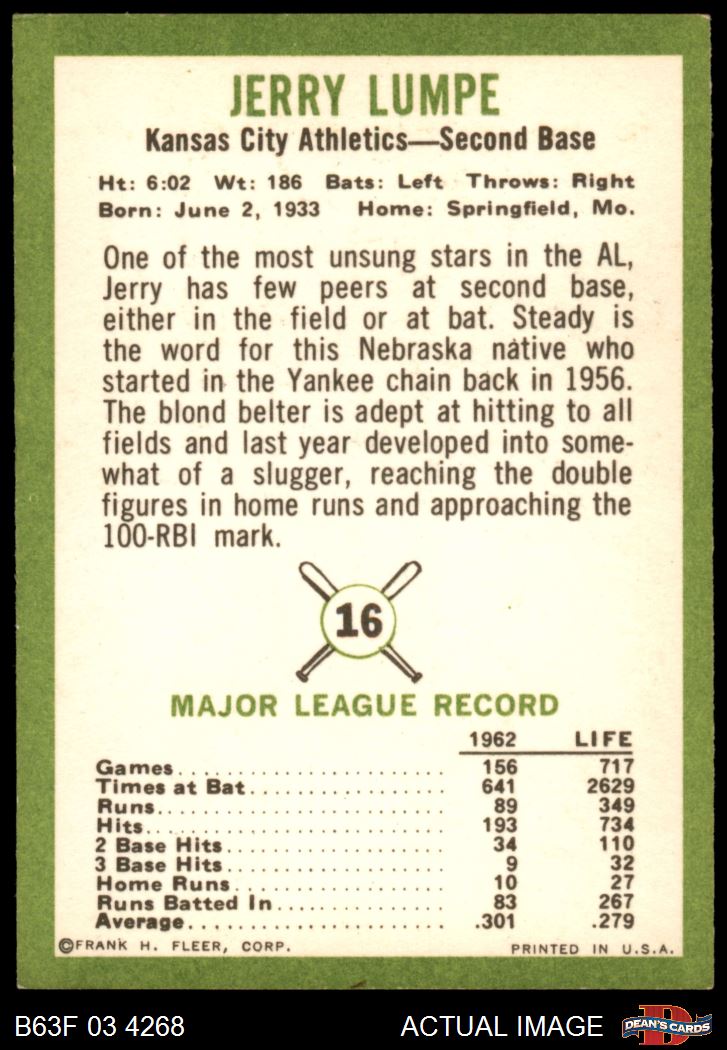 JERRY LUMPE
Kansas City Athletics—Second Base
Ht: 6:02 Wt: 186 Bats: Left Throws: Right
Born: June 2, 1933 Home: Springfield, Mo.
One of the most unsung stars in the AL,
Jerry has few peers at second base,
either in the field or at bat. Steady is
the word for this Nebraska native who
started in the Yankee chain back in 1956.
The blond belter is adept at hitting to all
fields and last year developed into some-
what of a slugger, reaching the double
figures in home runs and approaching the
100-RBI mark.
16
MAJOR LEAGUE RECORD
1962 LIFE
Games 156 717
Times at Bat 641 2629
Runs 89 349
Hits 193 734
2 Base Hits 34 110
3 Base Hits 9 32
Home Runs 10 27
Runs Batted In 83 267
Average .301 .279
©FRANK H. FLEER, CORP. PRINTED IN U.S.A.
B63F 03 4268 ACTUAL IMAGE D DEAN'S CARDS